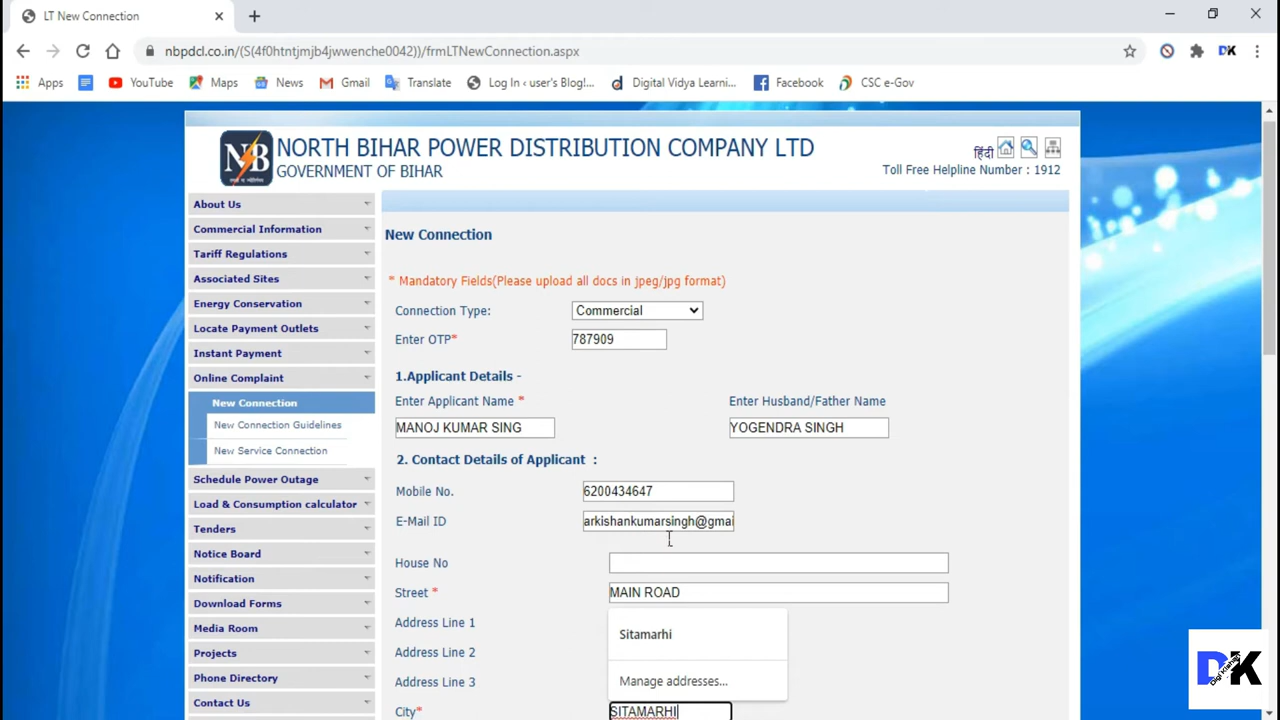 LT New Connection
nbpdcl.co.in/(S(4f0htntjmjb4jwwenche0042))/frmLTNewConnection.aspx
DK
Apps
YouTube
Maps
News
Gmail
Translate
Log In ‹ user's Blog!...
Digital Vidya Learni...
Facebook
CSC e-Gov
NB
NORTH BIHAR POWER DISTRIBUTION COMPANY LTD
GOVERNMENT OF BIHAR
हिंदी
Toll Free Helpline Number : 1912
About Us
Commercial Information
Tariff Regulations
Associated Sites
Energy Conservation
Locate Payment Outlets
Instant Payment
Online Complaint
New Connection
New Connection Guidelines
New Service Connection
Schedule Power Outage
Load & Consumption calculator
Tenders
Notice Board
Notification
Download Forms
Media Room
Projects
Phone Directory
Contact Us
New Connection
* Mandatory Fields(Please upload all docs in jpeg/jpg format)
Connection Type: Commercial
Enter OTP* 787909
1.Applicant Details -
Enter Applicant Name * Enter Husband/Father Name
MANOJ KUMAR SING YOGENDRA SINGH
2. Contact Details of Applicant :
Mobile No. 6200434647
E-Mail ID arkishankumarsingh@gmai
House No
Street * MAIN ROAD
Address Line 1
Sitamarhi
Address Line 2
Address Line 3 Manage addresses...
City* SITAMARHI
DK
Digi Kishan